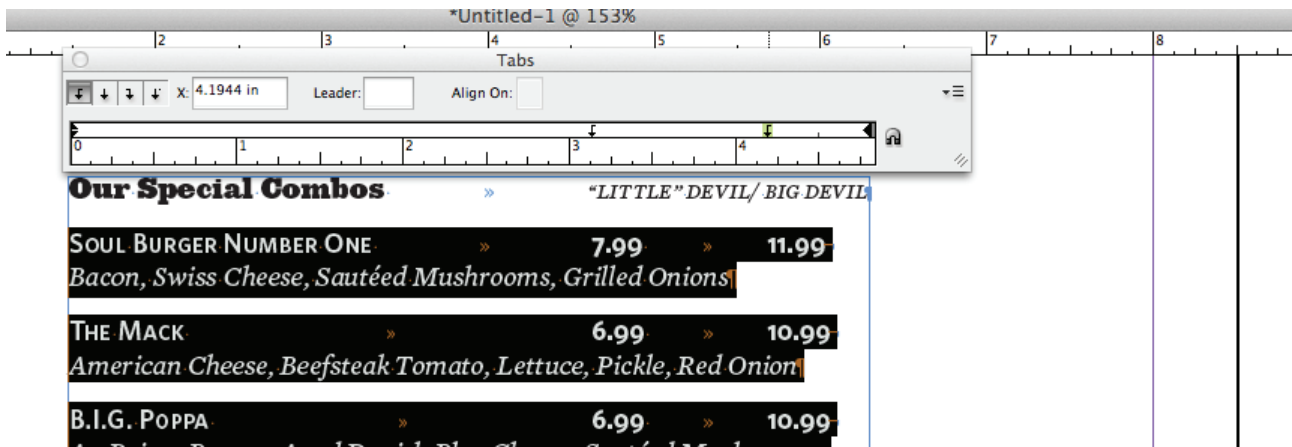 *Untitled-1 @ 153%
2 3 4 5 6 7 8
Tabs
X: 4.1944 in Leader: Align On:
0 1 2 3 4
Our Special Combos » “LITTLE” DEVIL/ BIG DEVIL¶
SOUL BURGER NUMBER ONE » 7.99 » 11.99
Bacon, Swiss Cheese, Sautéed Mushrooms, Grilled Onions¶
THE MACK » 6.99 » 10.99
American Cheese, Beefsteak Tomato, Lettuce, Pickle, Red Onion¶
B.I.G. POPPA » 6.99 » 10.99